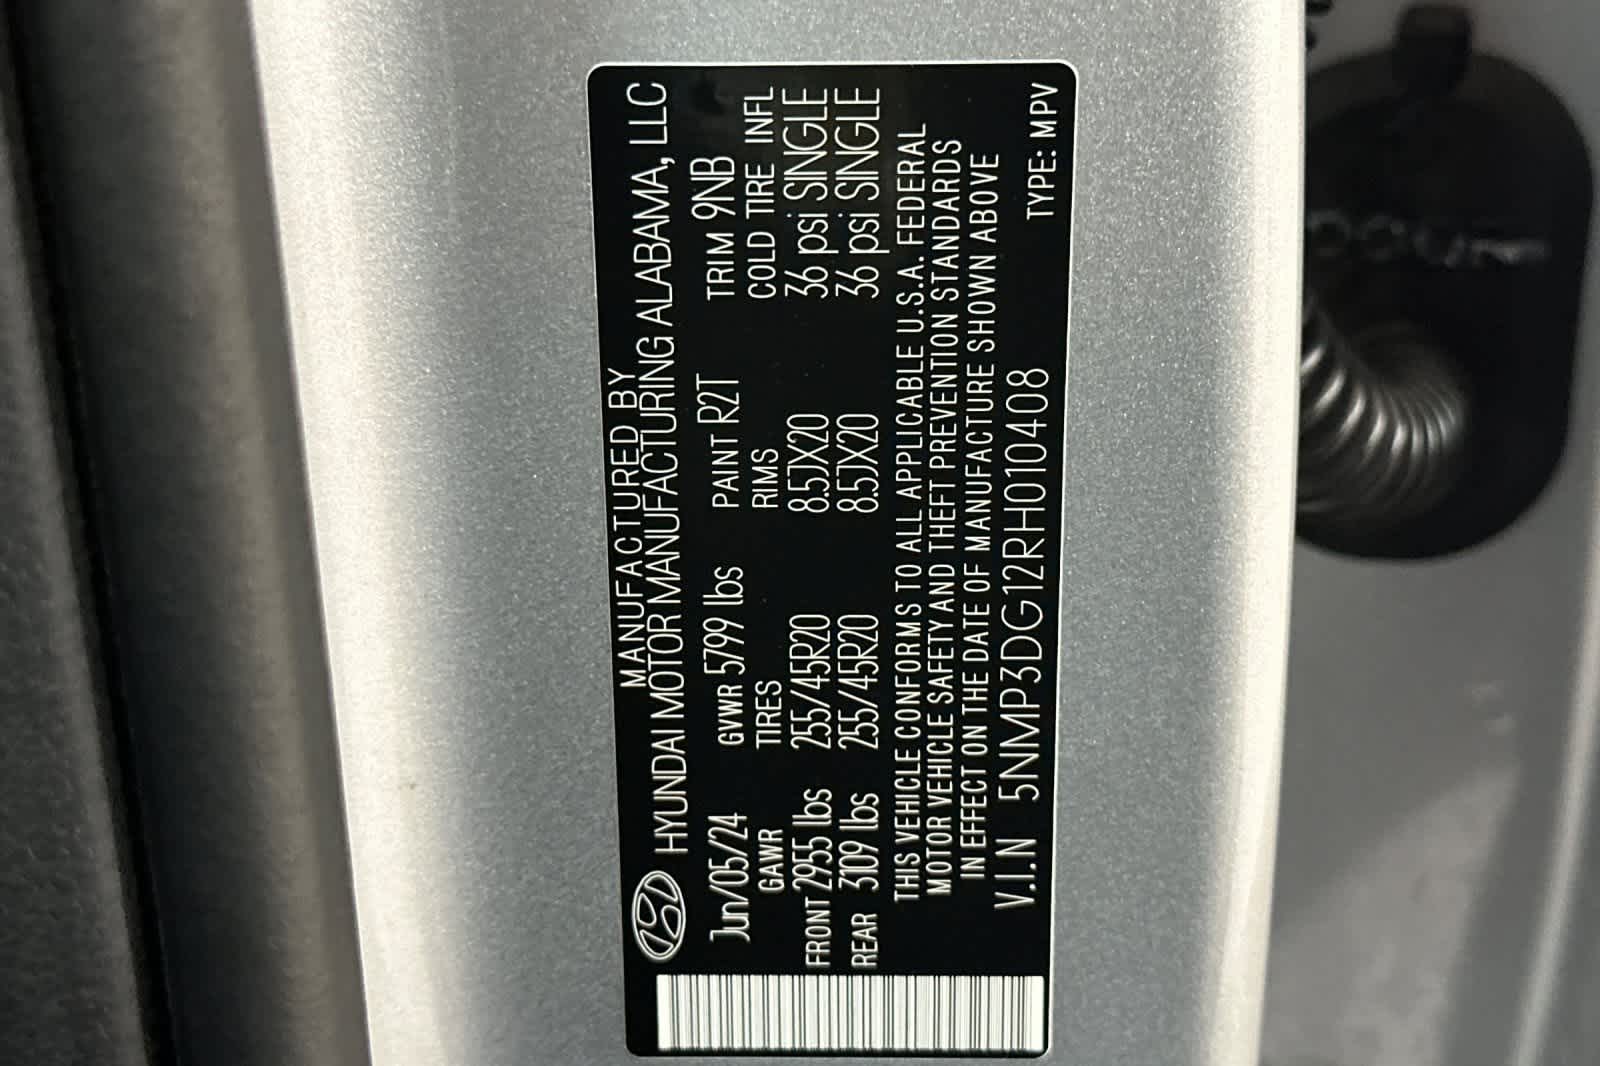 MANUFACTURED BY
HYUNDAI MOTOR MANUFACTURING ALABAMA, LLC
Jun/05/24 GVWR 5799 lbs PAINT R2T TRIM 9NB
GAWR TIRES RIMS COLD TIRE INFL
FRONT 2955 lbs 255/45R20 8.5JX20 36 psi SINGLE
REAR 3109 lbs 255/45R20 8.5JX20 36 psi SINGLE
THIS VEHICLE CONFORMS TO ALL APPLICABLE U.S.A. FEDERAL
MOTOR VEHICLE SAFETY AND THEFT PREVENTION STANDARDS
IN EFFECT ON THE DATE OF MANUFACTURE SHOWN ABOVE
V.I.N 5NMP3DG12RH010408 TYPE: MPV